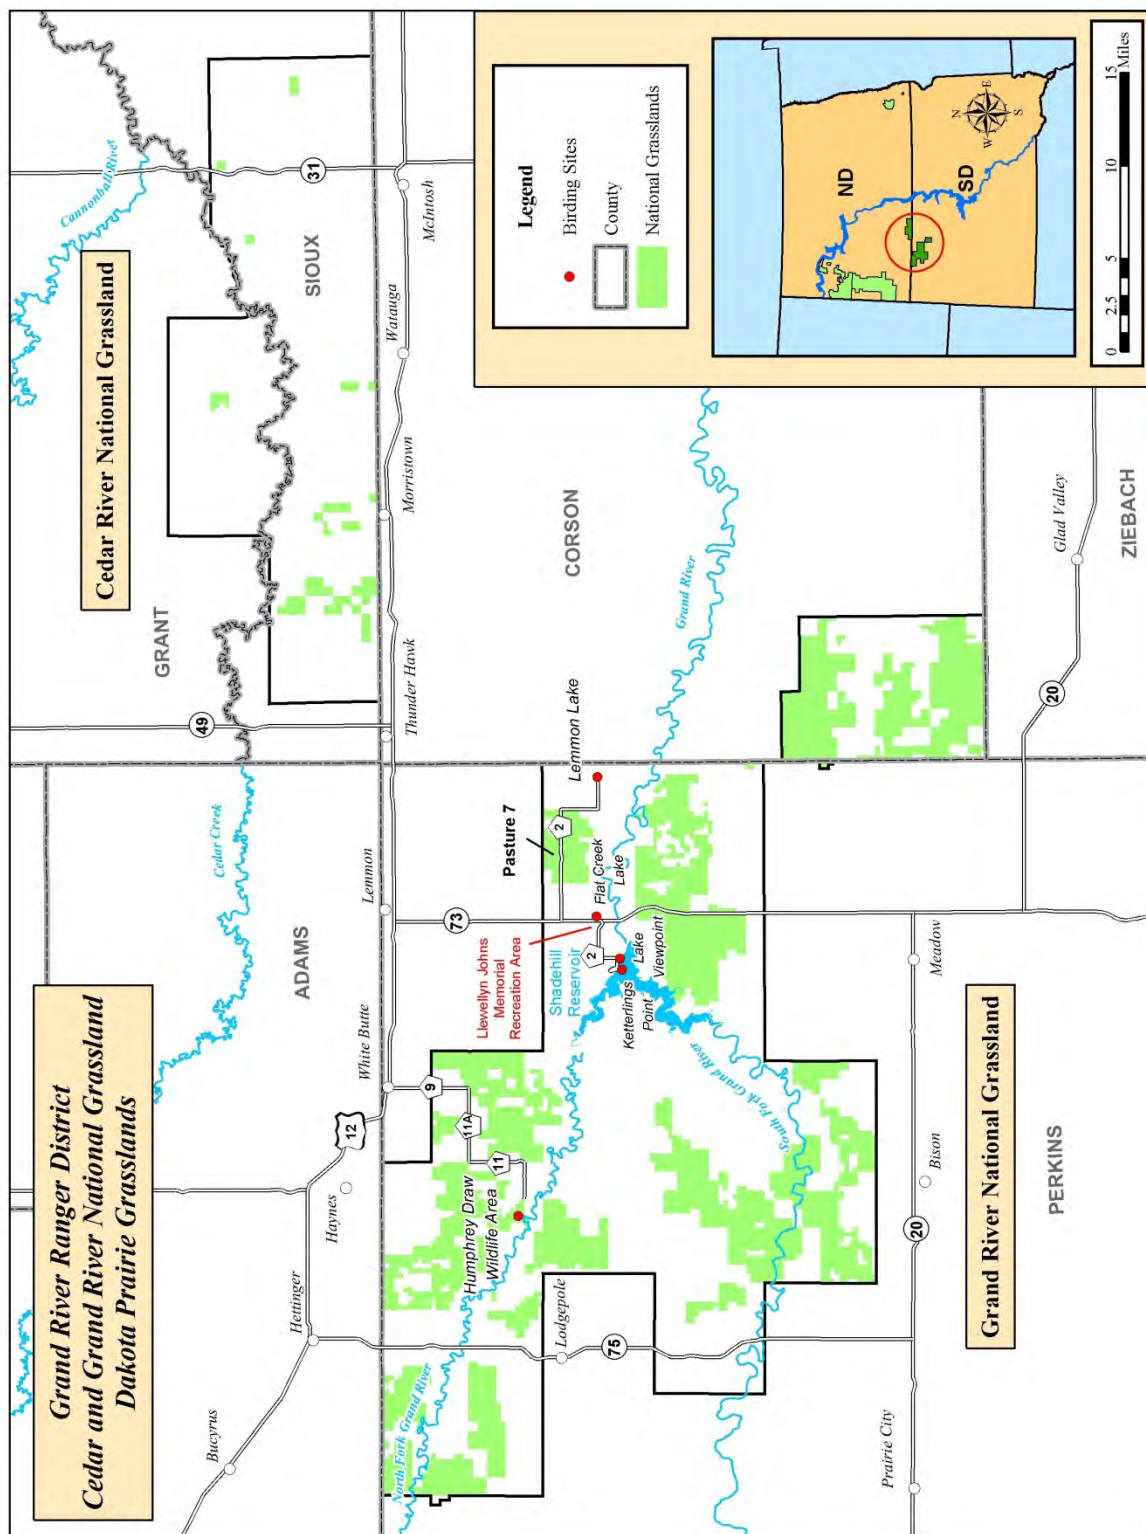 Grand River Ranger District
Cedar and Grand River National Grassland
Dakota Prairie Grasslands
Cedar River National Grassland
Grand River National Grassland
Legend
Birding Sites
County
National Grasslands
ND
SD
N
E
S
W
0
2.5
5
10
15
Miles
Cannonball River
Cedar Creek
GRANT
SIOUX
ADAMS
CORSON
PERKINS
ZIEBACH
31
49
12
73
75
20
20
9
11A
11
2
2
Bucyrus
Hettinger
Haynes
White Butte
Lemmon
Thunder Hawk
Morristown
Watauga
McIntosh
Lodgepole
Prairie City
Bison
Meadow
Glad Valley
North Fork Grand River
South Fork Grand River
Grand River
Humphrey Draw
Wildlife Area
Llewellyn Johns
Memorial
Recreation Area
Shadehill
Reservoir
Ketterlings
Point
Lake
Viewpoint
Flat Creek
Lake
Pasture 7
Lemmon Lake